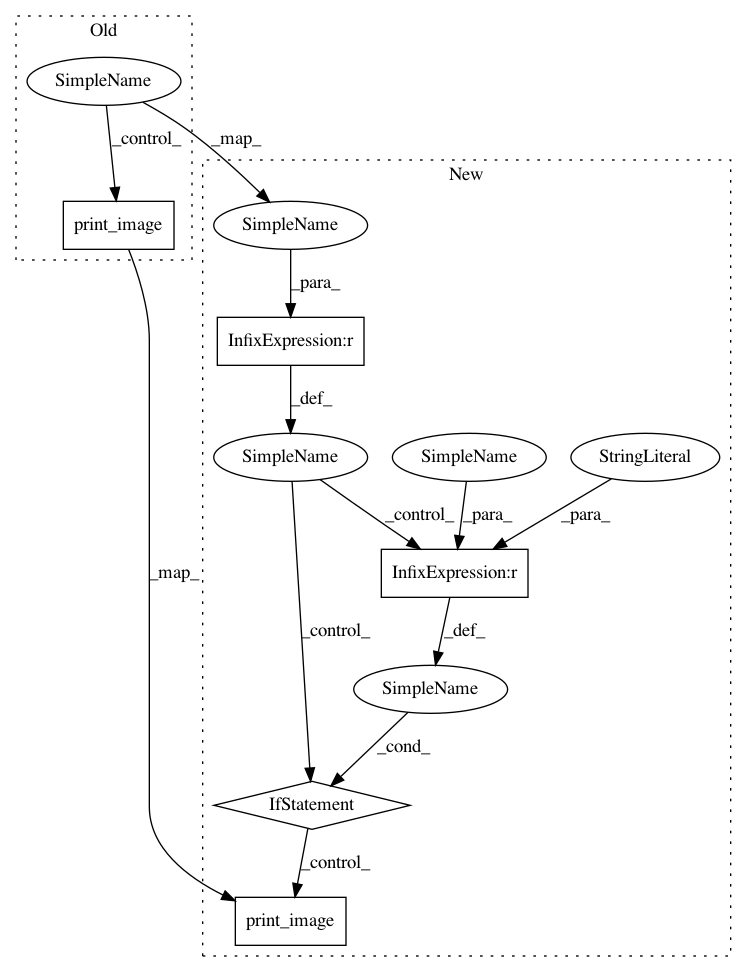 Old
SimpleName
_control_
_map_
print_image
New
SimpleName
_para_
InfixExpression:r
_def_
SimpleName
SimpleName
StringLiteral
_control_
_para_
_para_
_map_
InfixExpression:r
_control_
_def_
SimpleName
_cond_
IfStatement
_control_
print_image